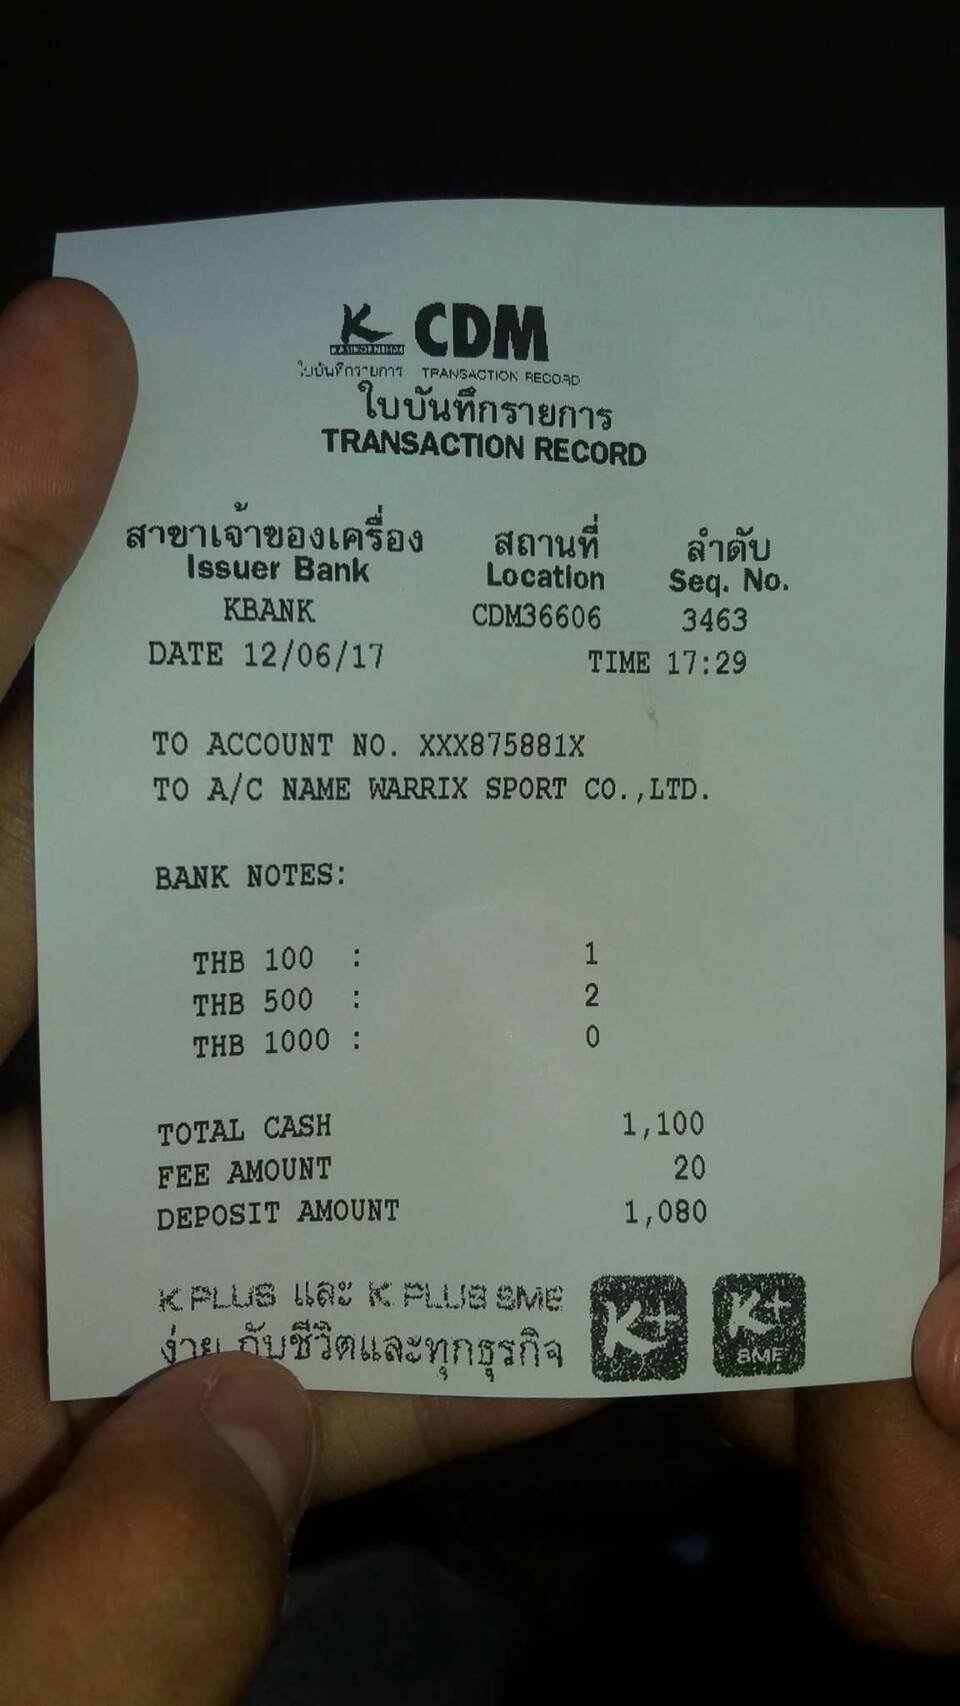 K CDM
KASIKORNTHAI
ใบบันทึกรายการ TRANSACTION RECORD
ใบบันทึกรายการ
TRANSACTION RECORD
สาขาเจ้าของเครื่อง สถานที่ ลำดับ
Issuer Bank Location Seq. No.
KBANK CDM36606 3463
DATE 12/06/17 TIME 17:29
TO ACCOUNT NO. XXX875881X
TO A/C NAME WARRIX SPORT CO.,LTD.
BANK NOTES:
THB 100 : 1
THB 500 : 2
THB 1000 : 0
TOTAL CASH 1,100
FEE AMOUNT 20
DEPOSIT AMOUNT 1,080
K PLUS และ K PLUS SME K+ K+
ง่าย กับชีวิตและทุกธุรกิจ SME